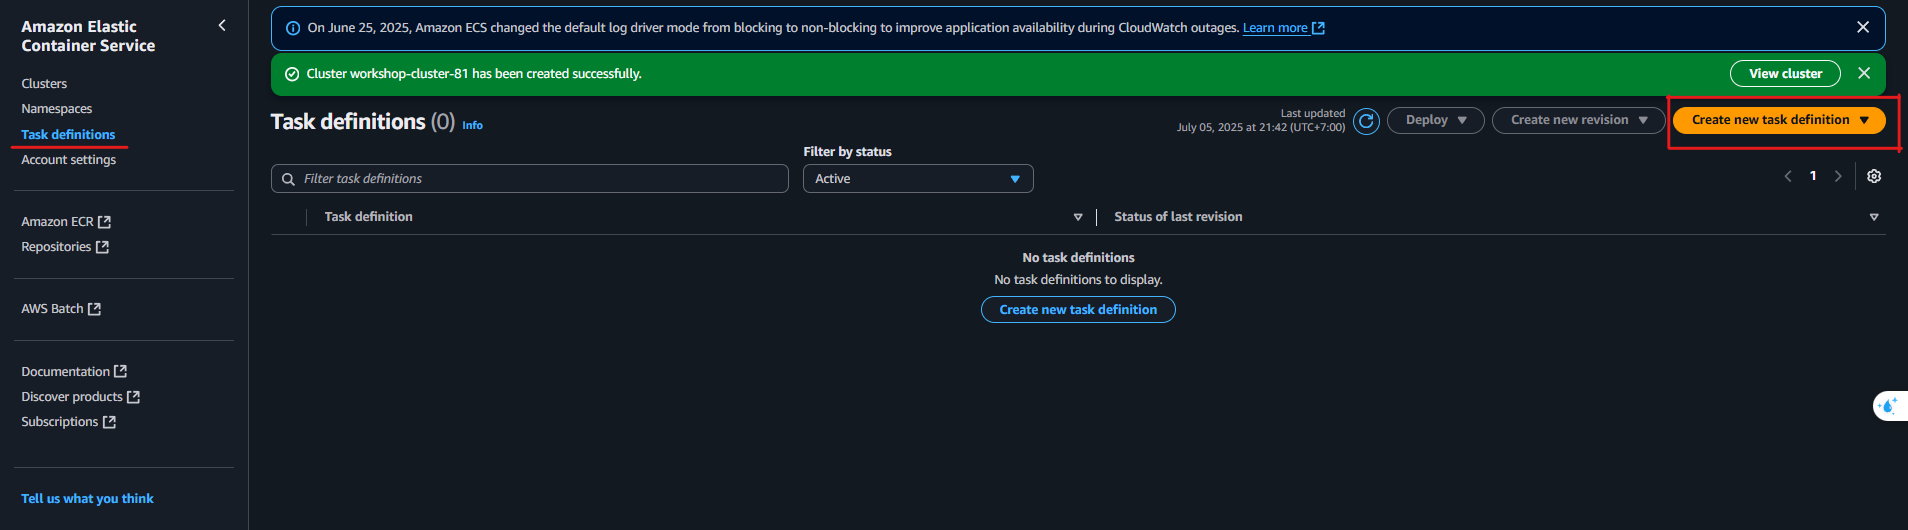 Amazon Elastic
Container Service
Clusters
Namespaces
Task definitions
Account settings
Amazon ECR
Repositories
AWS Batch
Documentation
Discover products
Subscriptions
Tell us what you think
On June 25, 2025, Amazon ECS changed the default log driver mode from blocking to non-blocking to improve application availability during CloudWatch outages. Learn more
Cluster workshop-cluster-81 has been created successfully.
View cluster
Task definitions (0) Info
Last updated
July 05, 2025 at 21:42 (UTC+7:00)
Deploy
Create new revision
Create new task definition
Filter by status
Filter task definitions
Active
1
Task definition
Status of last revision
No task definitions
No task definitions to display.
Create new task definition